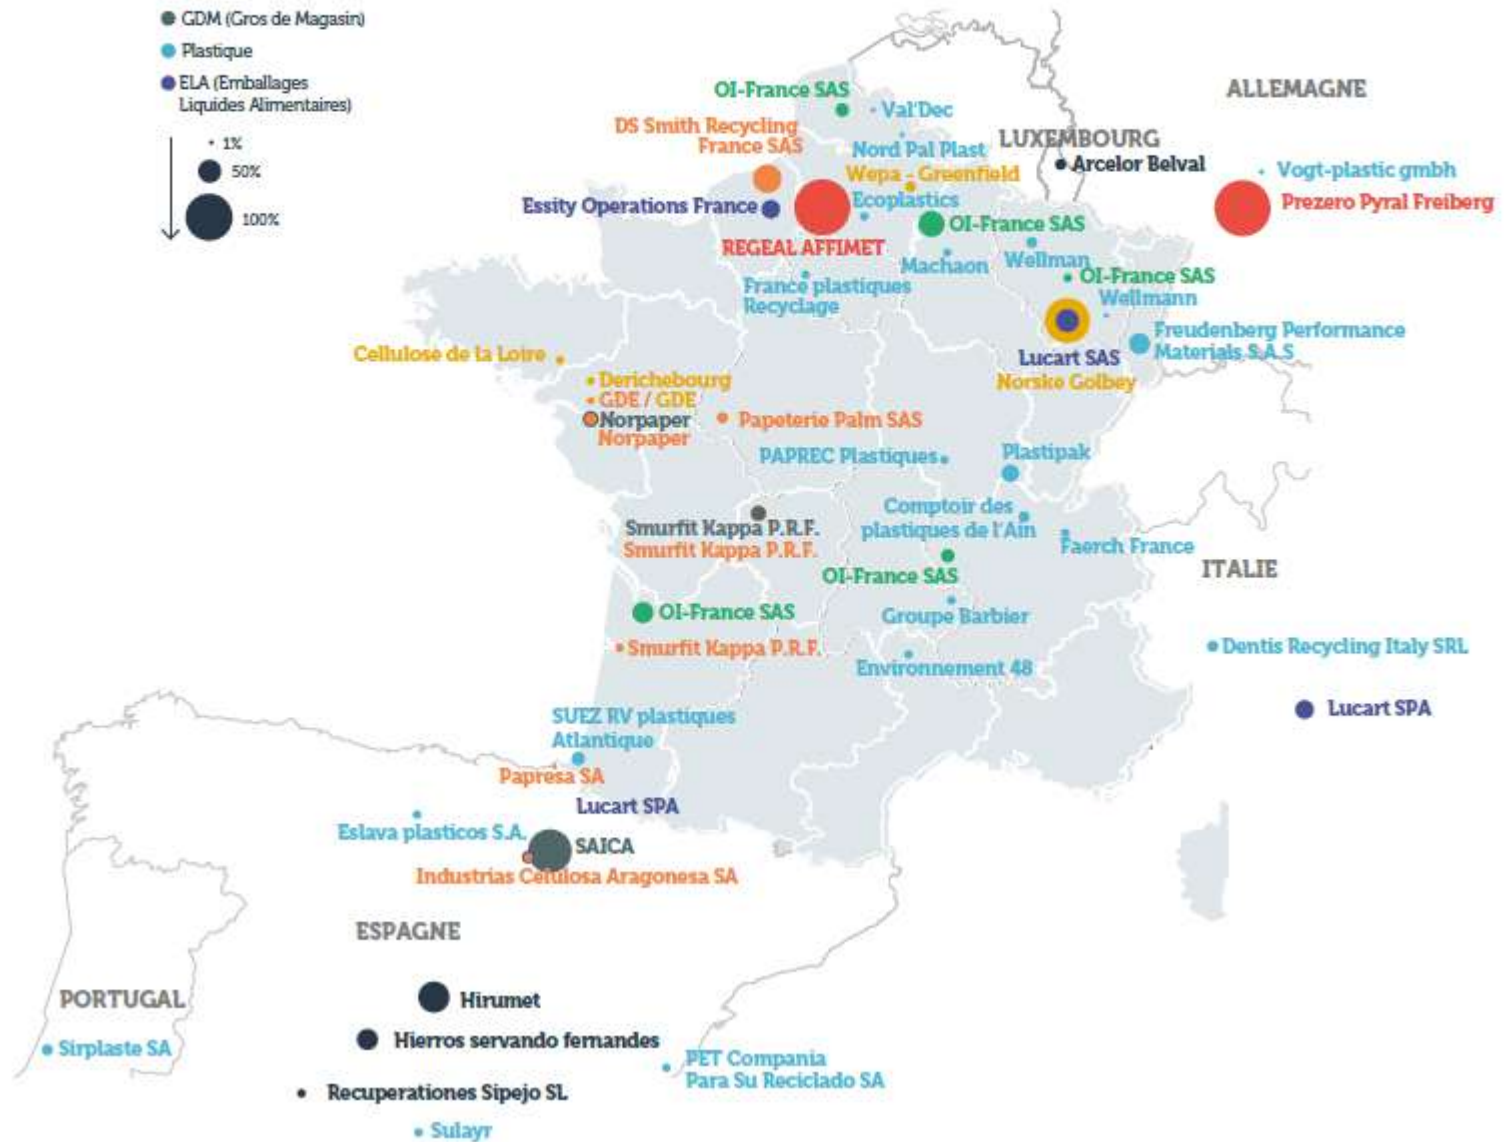 GDM (Gros de Magasin)
Plastique
ELA (Emballages
Liquides Alimentaires)
1%
50%
100%
OI-France SAS
Val'Dec
DS Smith Recycling
France SAS
Nord Pal Plast
LUXEMBOURG
Arcelor Belval
ALLEMAGNE
Vogt-plastic gmbh
Prezero Pyral Freiberg
Wepa - Greenfield
Essity Operations France
Ecoplastics
OI-France SAS
REGEAL AFFIMET
Machaon
Wellman
OI-France SAS
France plastiques
Recyclage
Wellmann
Freudenberg Performance
Materials S.A.S
Lucart SAS
Norske Golbey
Cellulose de la Loire
Derichebourg
GDE / GDE
Norpaper
Norpaper
Papeterie Palm SAS
PAPREC Plastiques
Plastipak
Comptoir des
plastiques de l'Ain
Smurfit Kappa P.R.F.
Smurfit Kappa P.R.F.
Faerch France
ITALIE
OI-France SAS
OI-France SAS
Groupe Barbier
Smurfit Kappa P.R.F.
Environnement 48
Dentis Recycling Italy SRL
Lucart SPA
SUEZ RV plastiques
Atlantique
Papresa SA
Lucart SPA
Eslava plasticos S.A.
SAICA
Industrias Celulosa Aragonesa SA
ESPAGNE
PORTUGAL
Hirumet
Sirplaste SA
Hierros servando fernandes
PET Compania
Para Su Reciclado SA
Recuperationes Sipejo SL
Sulayr